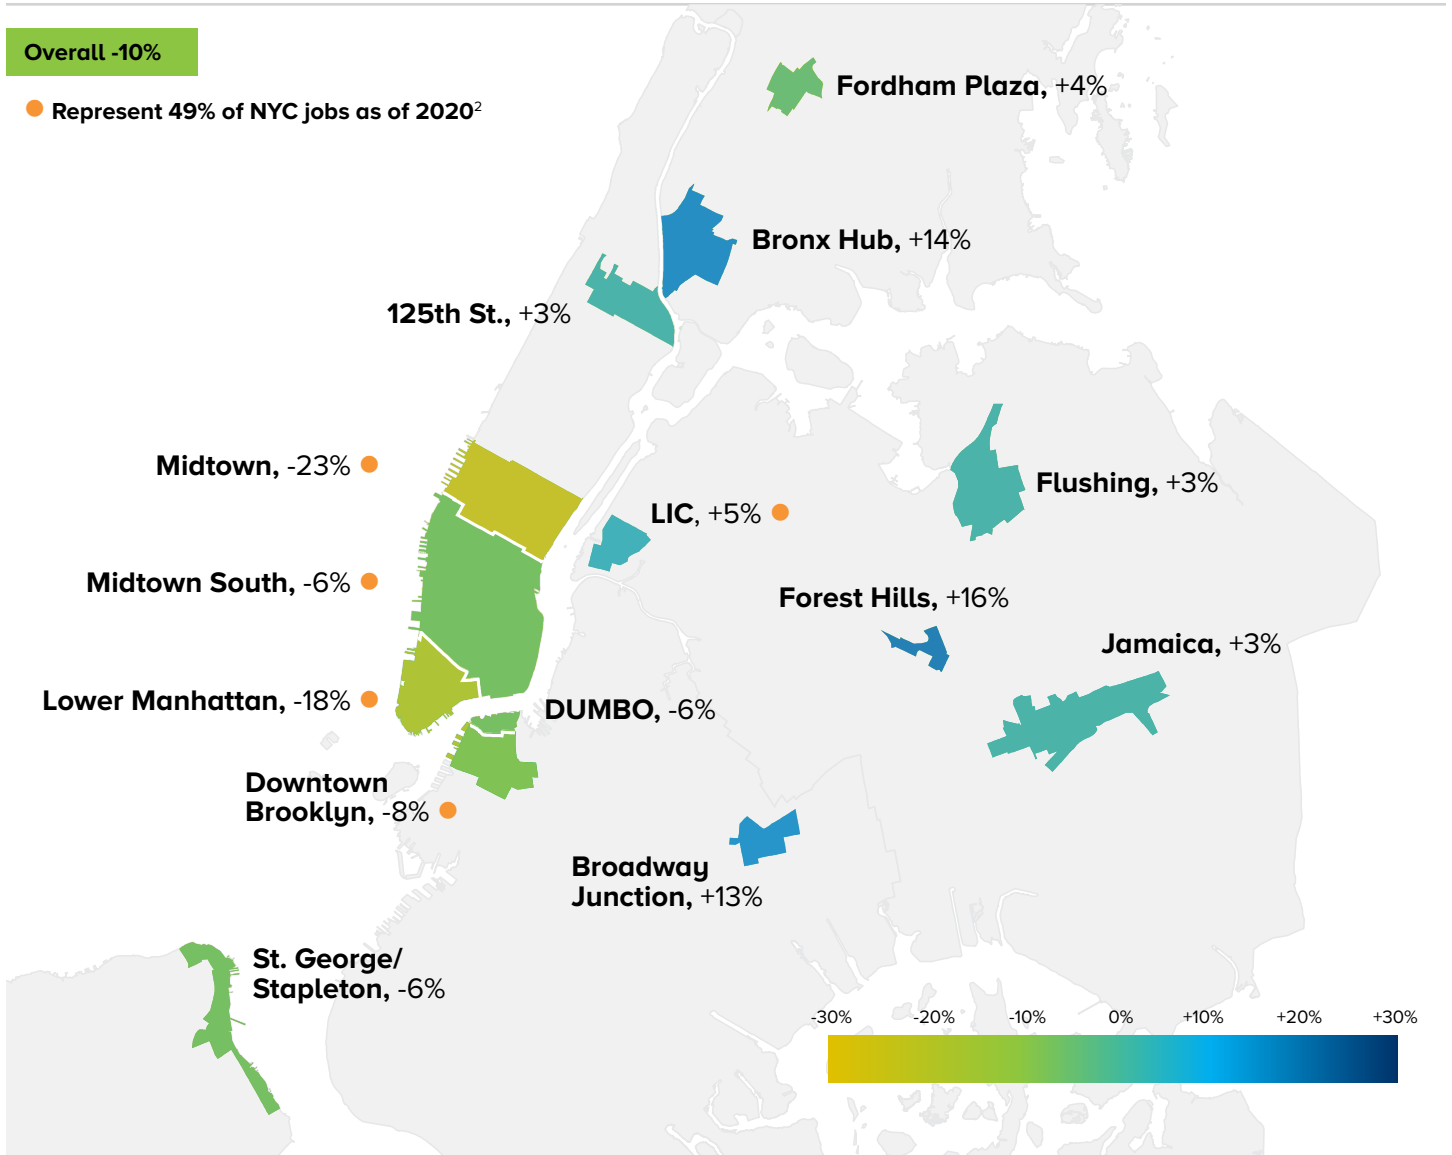 Overall -10%
Represent 49% of NYC jobs as of 2020²
Fordham Plaza, +4%
Bronx Hub, +14%
125th St., +3%
Midtown, -23%
LIC, +5%
Flushing, +3%
Midtown South, -6%
Forest Hills, +16%
Jamaica, +3%
Lower Manhattan, -18%
DUMBO, -6%
Downtown
Brooklyn, -8%
Broadway
Junction, +13%
St. George/
Stapleton, -6%
-30% -20% -10% 0% +10% +20% +30%